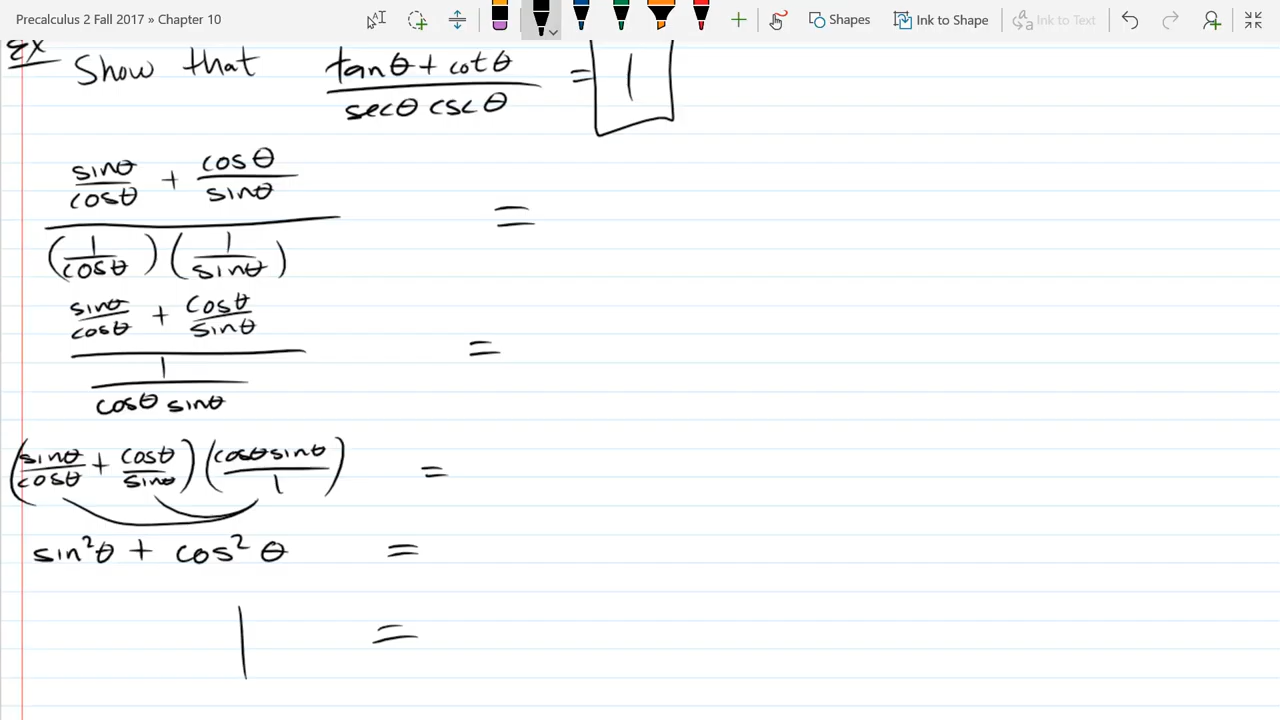 Precalculus 2 Fall 2017 » Chapter 10
Shapes
Ink to Shape
Ink to Text
Ex Show that (tanθ + cotθ)/(secθ cscθ) = 1
(sinθ/cosθ + cosθ/sinθ)/((1/cosθ)(1/sinθ)) =
(sinθ/cosθ + cosθ/sinθ)/(1/(cosθ sinθ)) =
(sinθ/cosθ + cosθ/sinθ)(cosθsinθ/1) =
sin²θ + cos²θ =
1 =